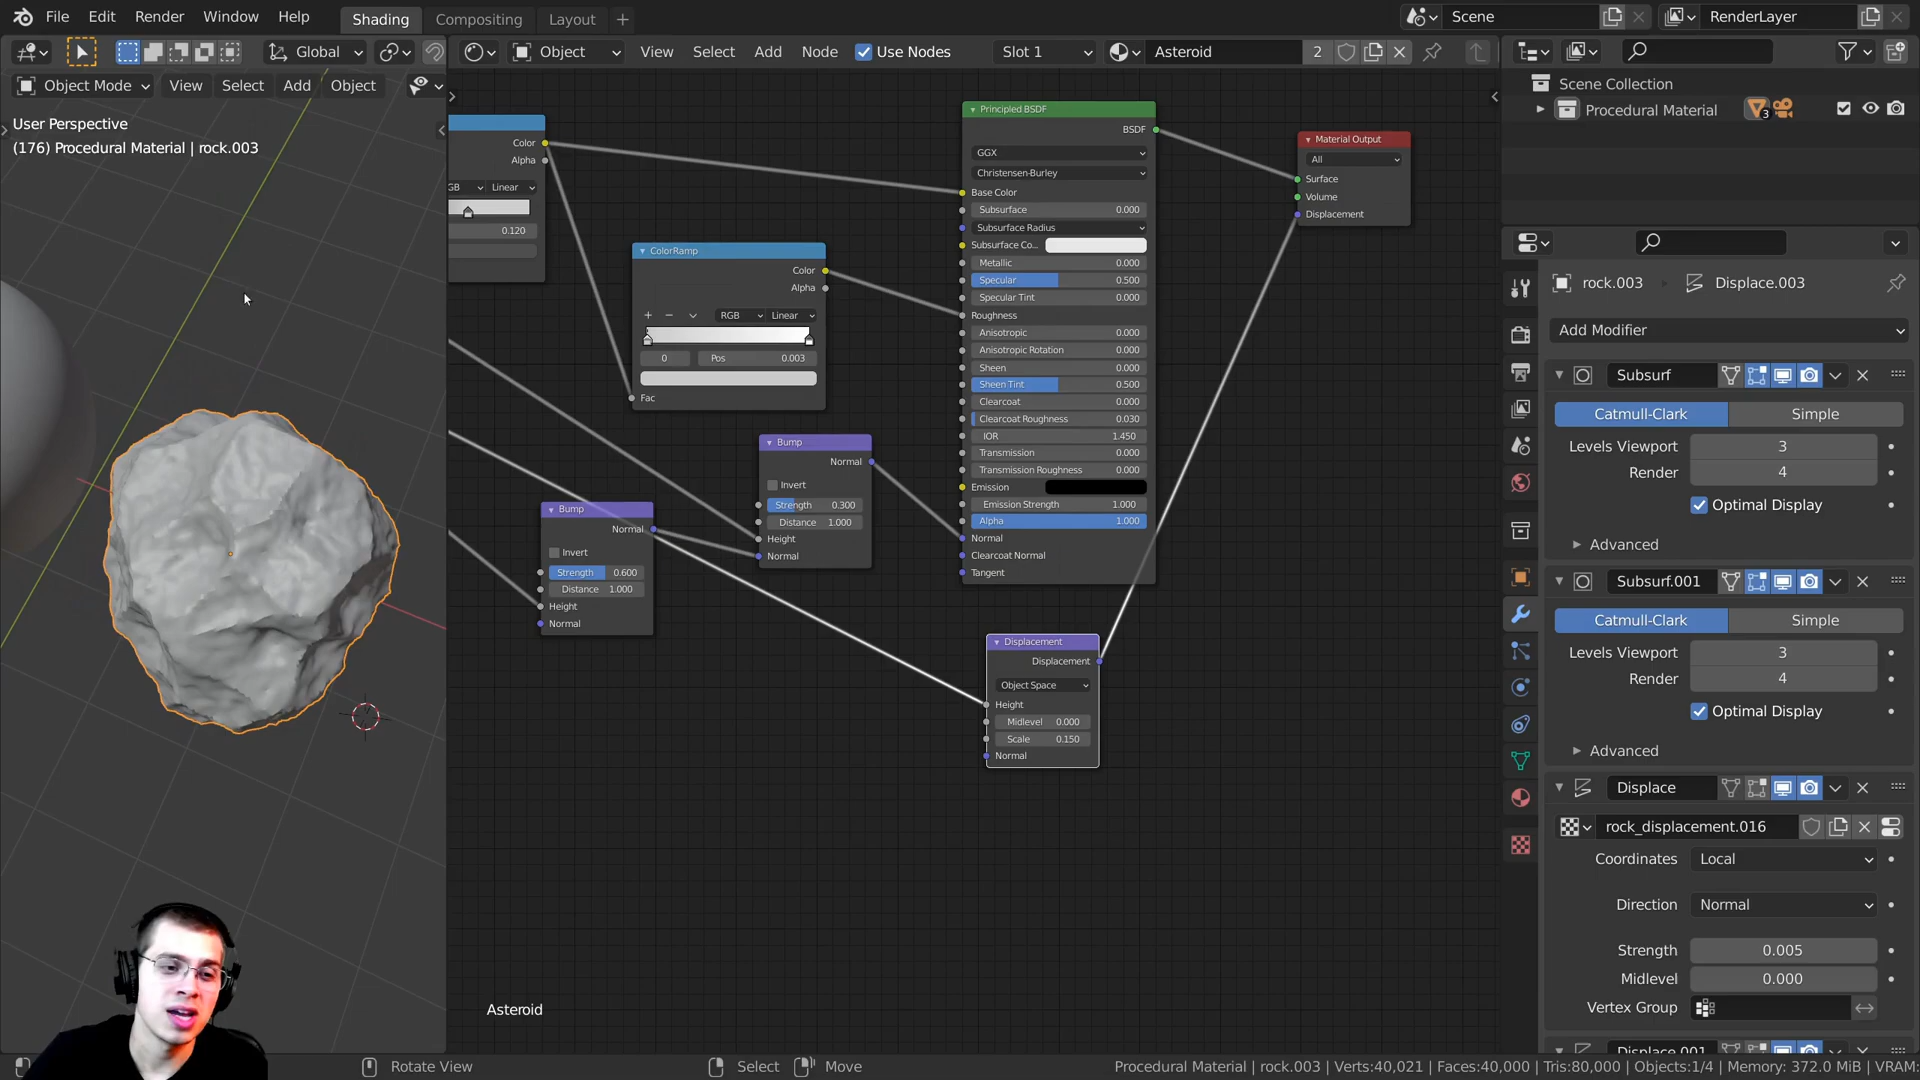 File Edit Render Window Help Shading Compositing Layout + Scene RenderLayer
Global Object View Select Add Node Use Nodes Slot 1 Asteroid 2
Object Mode View Select Add Object
User Perspective
(176) Procedural Material | rock.003
Color
Alpha
GB Linear
0.120
ColorRamp
Color
Alpha
RGB Linear
0 Pos 0.003
Fac
Bump
Normal
Invert
Strength 0.600
Distance 1.000
Height
Normal
Bump
Normal
Invert
Strength 0.300
Distance 1.000
Height
Normal
Principled BSDF
BSDF
GGX
Christensen-Burley
Base Color
Subsurface 0.000
Subsurface Radius
Subsurface Co...
Metallic 0.000
Specular 0.500
Specular Tint 0.000
Roughness
Anisotropic 0.000
Anisotropic Rotation 0.000
Sheen 0.000
Sheen Tint 0.500
Clearcoat 0.000
Clearcoat Roughness 0.030
IOR 1.450
Transmission 0.000
Transmission Roughness 0.000
Emission
Emission Strength 1.000
Alpha 1.000
Normal
Clearcoat Normal
Tangent
Material Output
All
Surface
Volume
Displacement
Displacement
Displacement
Object Space
Height
Midlevel 0.000
Scale 0.150
Normal
Asteroid
Scene Collection
Procedural Material 3
rock.003 Displace.003
Add Modifier
Subsurf
Catmull-Clark Simple
Levels Viewport 3
Render 4
Optimal Display
Advanced
Subsurf.001
Catmull-Clark Simple
Levels Viewport 3
Render 4
Optimal Display
Advanced
Displace
rock_displacement.016
Coordinates Local
Direction Normal
Strength 0.005
Midlevel 0.000
Vertex Group
Displace.001
Rotate View Select Move Procedural Material | rock.003 | Verts:40,021 | Faces:40,000 | Tris:80,000 | Objects:1/4 | Memory: 372.0 MiB | VRAM: